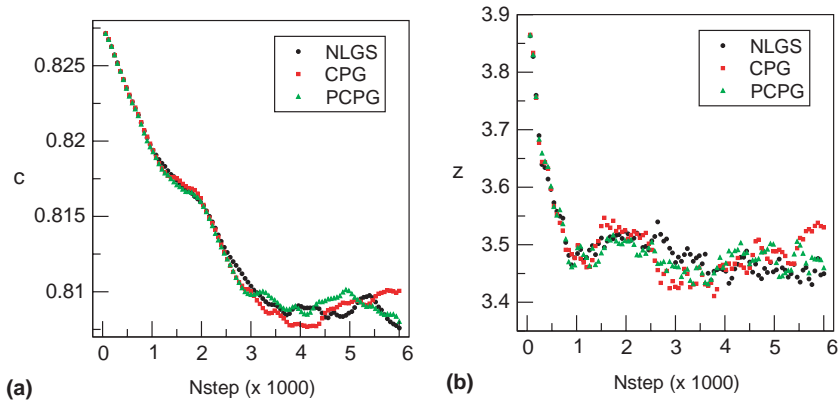 0.825
0.82
0.815
0.81
c
NLGS
CPG
PCPG
0 1 2 3 4 5 6
Nstep (x 1000)
(a)
3.9
3.8
3.7
3.6
3.5
3.4
z
NLGS
CPG
PCPG
0 1 2 3 4 5 6
Nstep (x 1000)
(b)